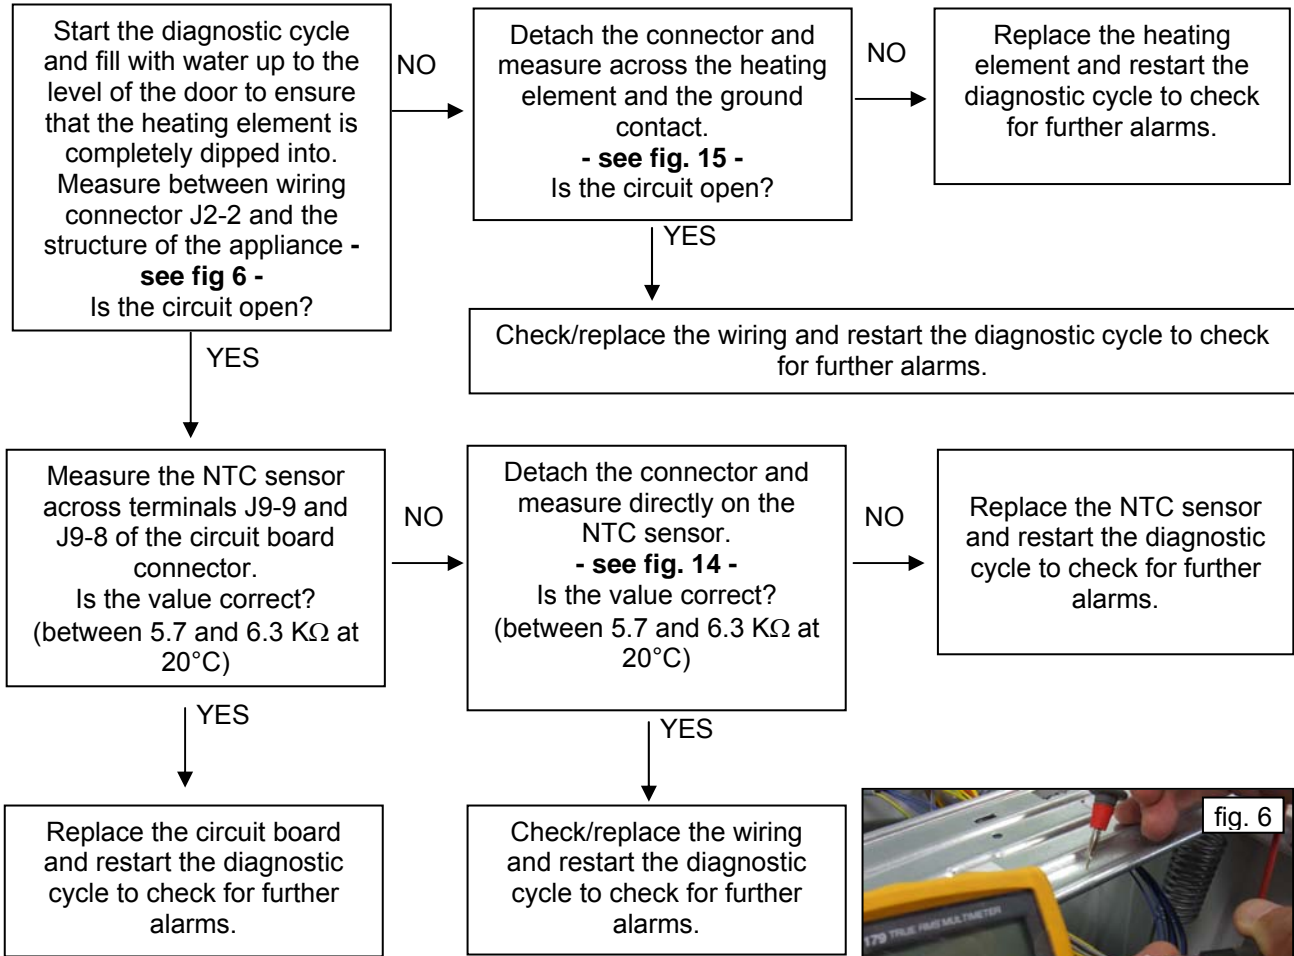 Start the diagnostic cycle
and fill with water up to the
level of the door to ensure
that the heating element is
completely dipped into.
Measure between wiring
connector J2-2 and the
structure of the appliance -
see fig 6 -
Is the circuit open?
NO
Detach the connector and
measure across the heating
element and the ground
contact.
- see fig. 15 -
Is the circuit open?
NO
Replace the heating
element and restart the
diagnostic cycle to check
for further alarms.
YES
Check/replace the wiring and restart the diagnostic cycle to check
for further alarms.
YES
Measure the NTC sensor
across terminals J9-9 and
J9-8 of the circuit board
connector.
Is the value correct?
(between 5.7 and 6.3 KΩ at
20°C)
NO
Detach the connector and
measure directly on the
NTC sensor.
- see fig. 14 -
Is the value correct?
(between 5.7 and 6.3 KΩ at
20°C)
NO
Replace the NTC sensor
and restart the diagnostic
cycle to check for further
alarms.
YES
Replace the circuit board
and restart the diagnostic
cycle to check for further
alarms.
YES
Check/replace the wiring
and restart the diagnostic
cycle to check for further
alarms.
fig. 6
179 TRUE RMS MULTIMETER